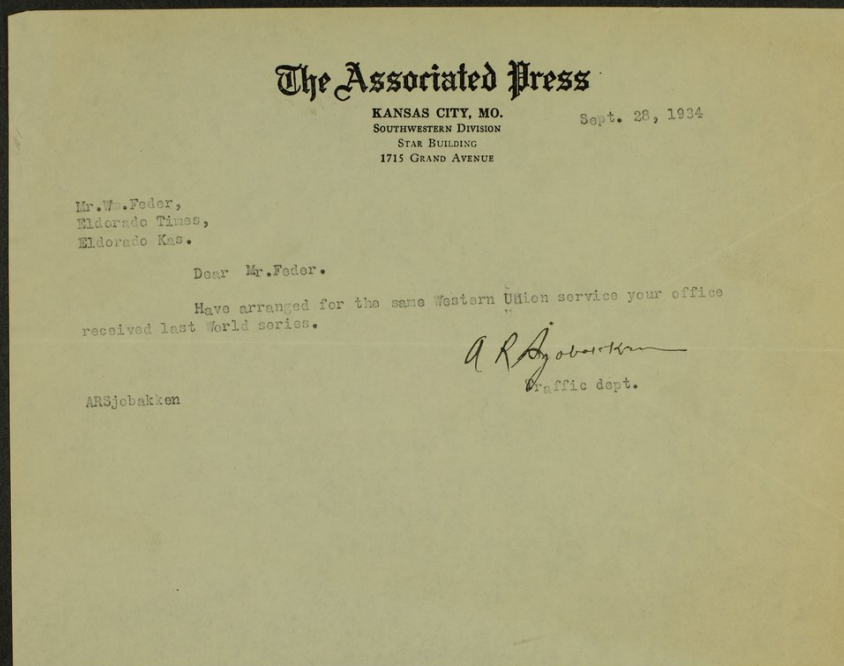 The Associated Press
KANSAS CITY, MO.
SOUTHWESTERN DIVISION
STAR BUILDING
1715 GRAND AVENUE
Sept. 28, 1934
Mr.Wm.Feder,
Eldorado Times,
Eldorado Kas.
Dear Mr.Feder.
Have arranged for the same Western Union service your office
received last World series.
A R Sjobakken
Traffic dept.
ARSjobakken